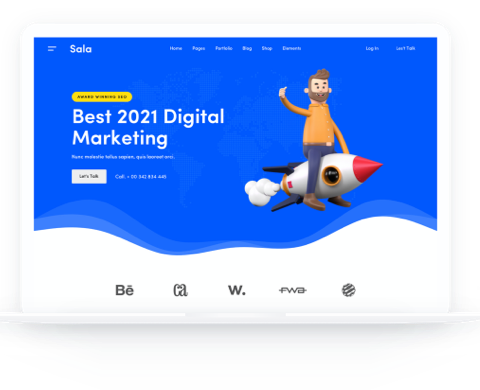 Sala
Home Pages Portfolio Blog Shop Elements
Log In Let's Talk
AWARD WINNING SEO
Best 2021 Digital
Marketing
Nunc molestie tellus sapien, quis laoreet orci.
Let's Talk Call: + 00 342 834 445
Bē W. FWA